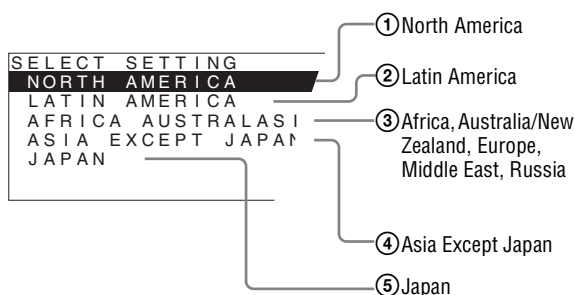 SELECT SETTING
NORTH AMERICA
LATIN AMERICA
AFRICA AUSTRALASI
ASIA EXCEPT JAPAN
JAPAN
①North America
②Latin America
③Africa, Australia/New
Zealand, Europe,
Middle East, Russia
④Asia Except Japan
⑤Japan